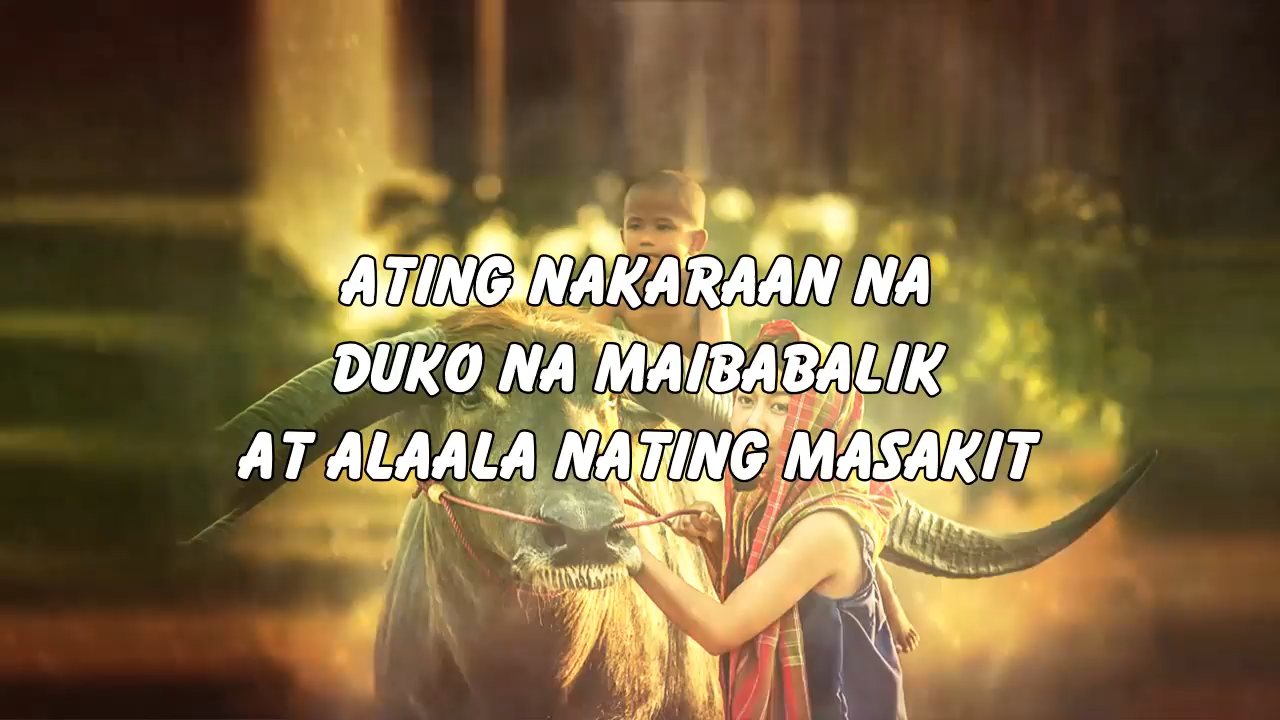 ATING NAKARAAN NA
DUKO NA MAIBABALIK
AT ALAALA NATING MASAKIT